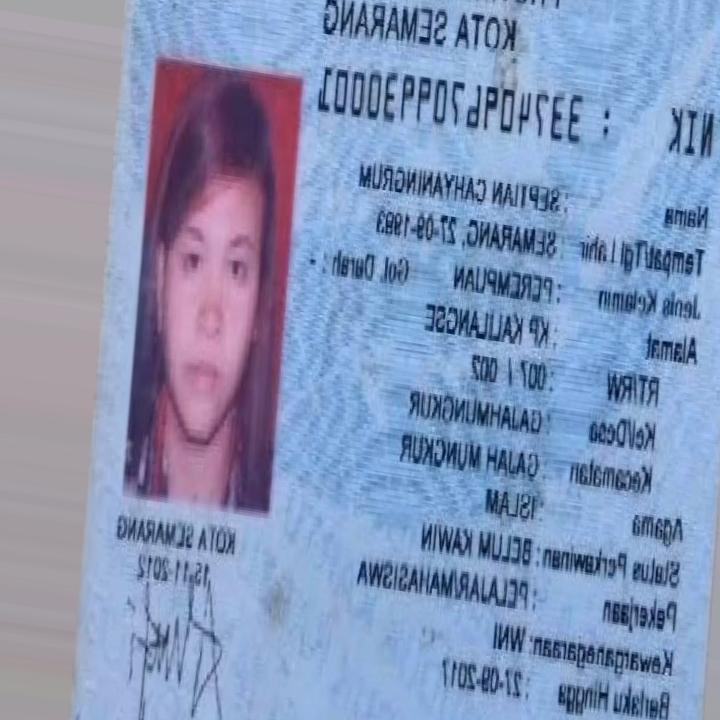 KOTA SEMARANG
NIK : 3374096709930001
Nama : SEPTIAN CAHYANINGRUM
Tempat/Tgl Lahir : SEMARANG, 27-09-1993
Jenis Kelamin : PEREMPUAN Gol. Darah : -
Alamat : KP KALILANGSE
RT/RW : 007 / 002
Kel/Desa : GAJAHMUNGKUR
Kecamatan : GAJAH MUNGKUR
Agama : ISLAM
Status Perkawinan: BELUM KAWIN
Pekerjaan : PELAJAR/MAHASISWA
Kewarganegaraan: WNI
Berlaku Hingga : 27-09-2017
KOTA SEMARANG
15-11-2012